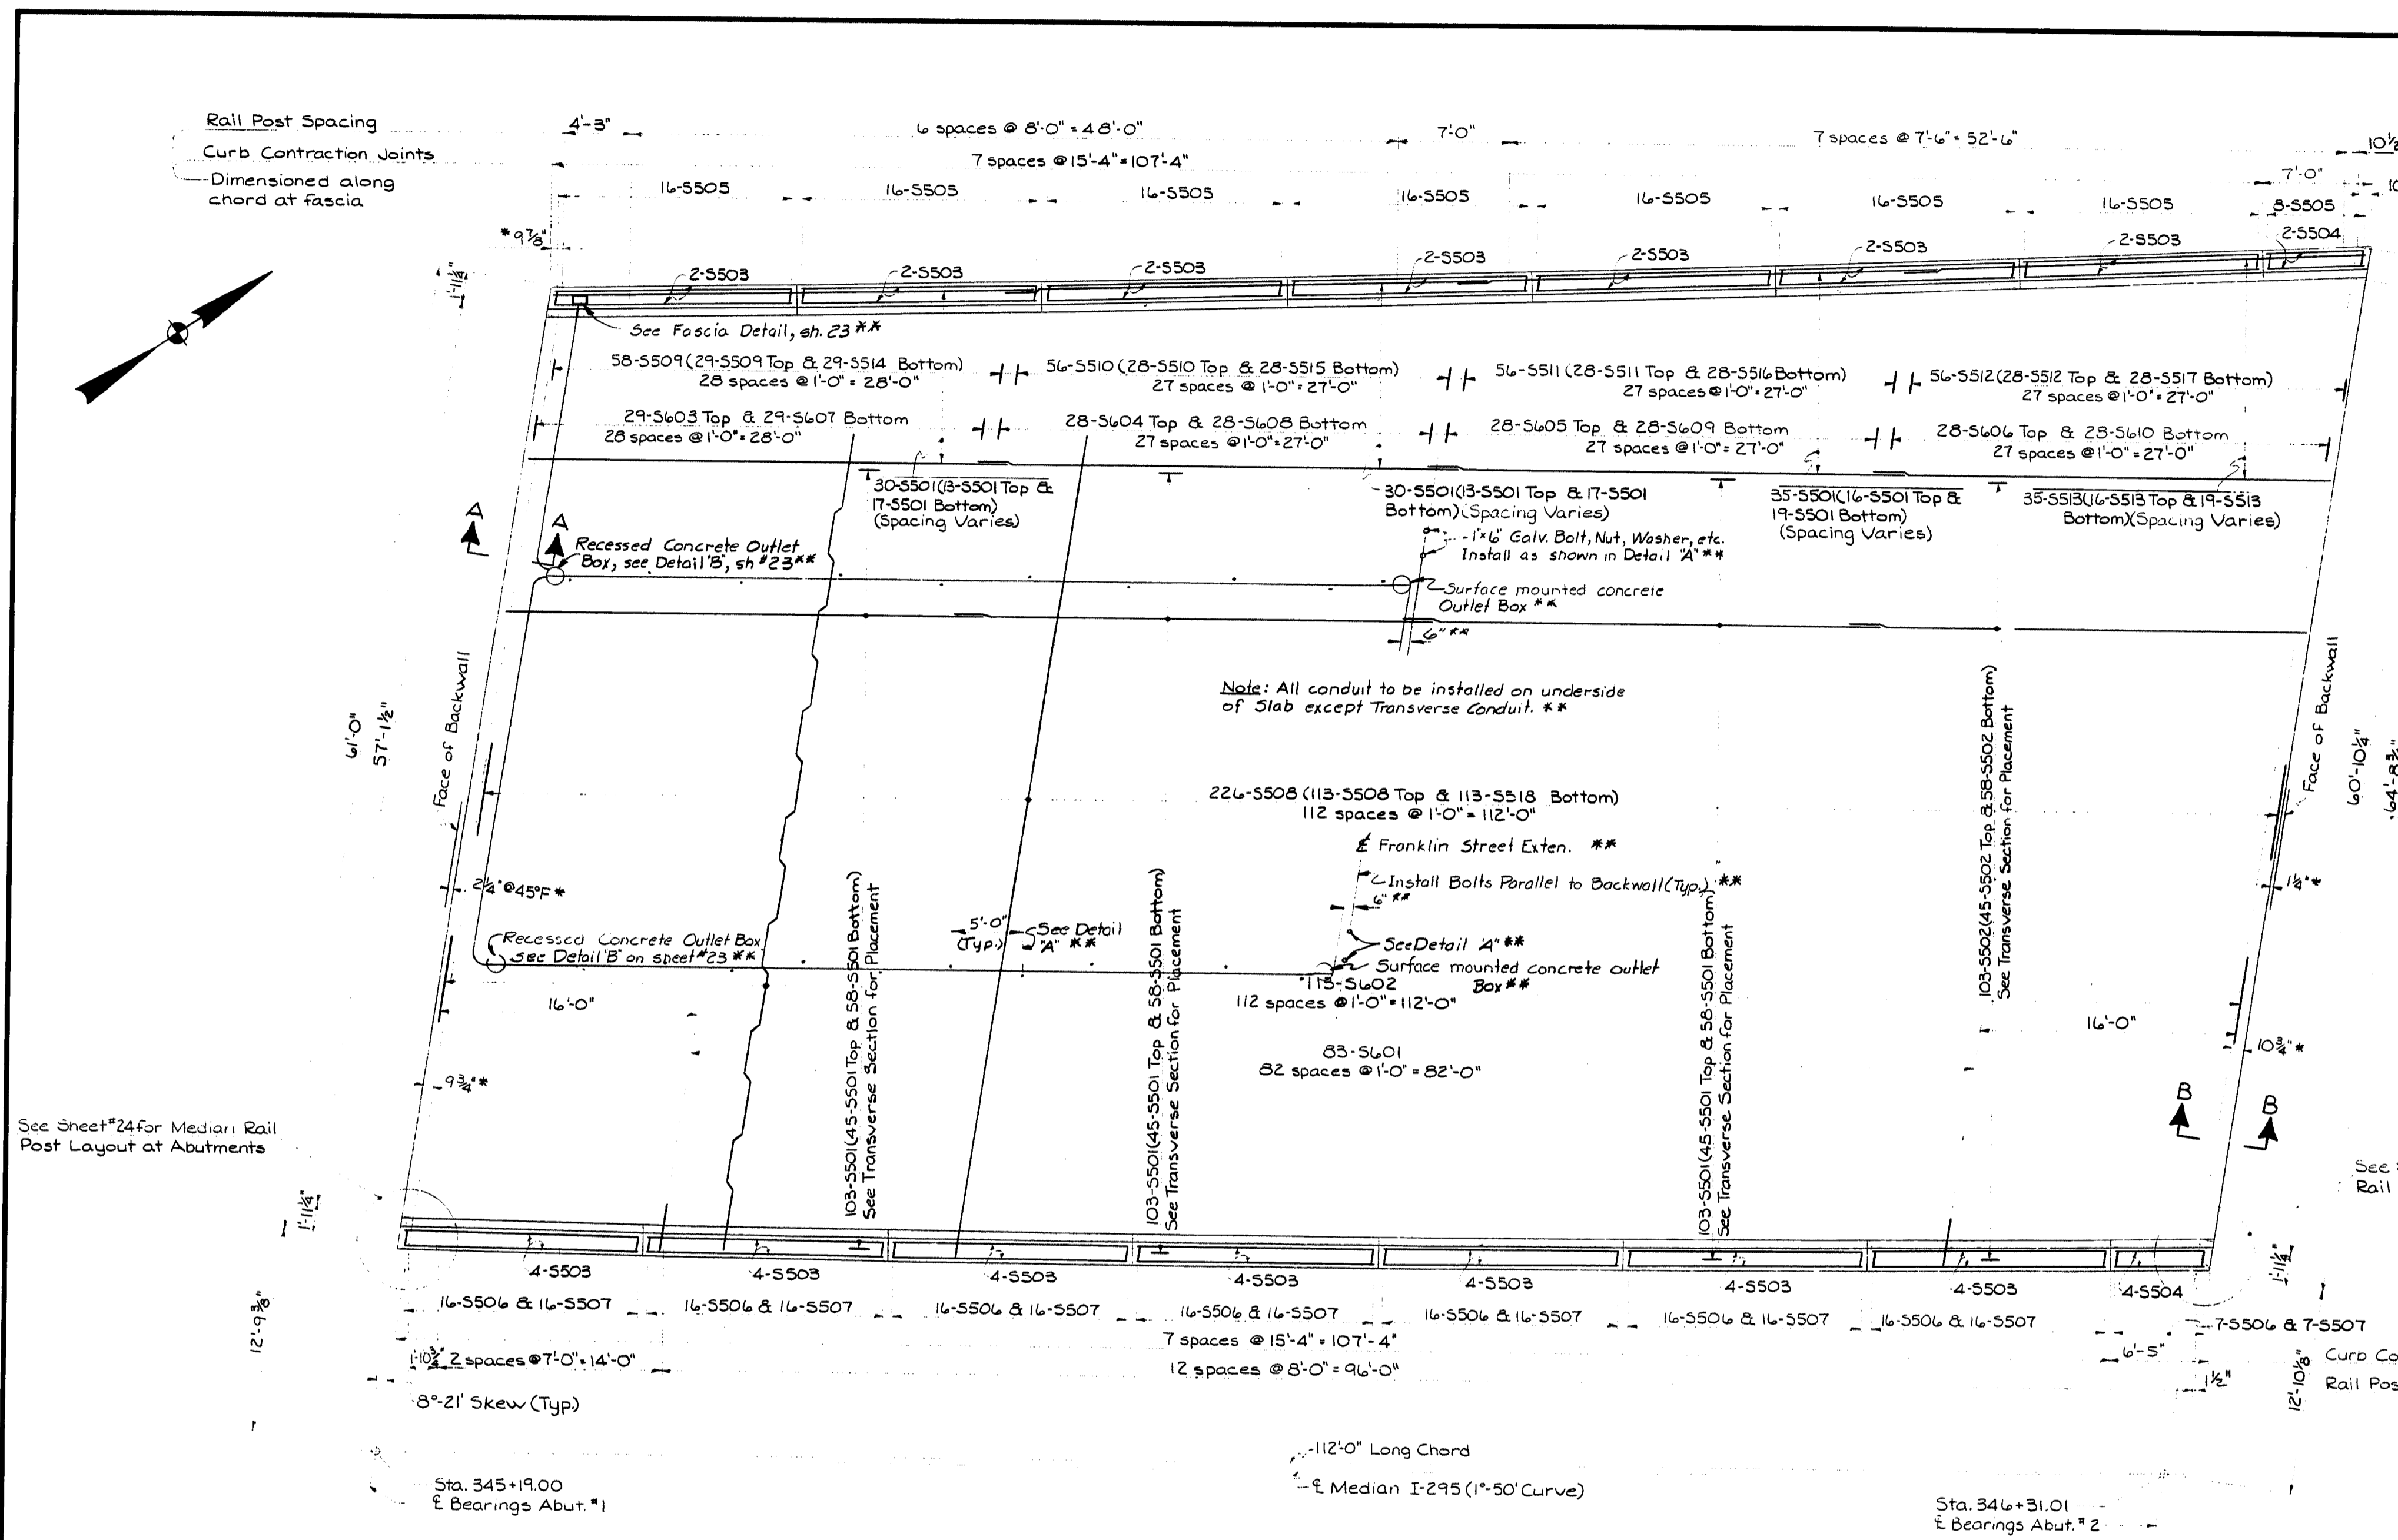 Rail Post Spacing
4'-3"
6 spaces @ 8'-0" = 48'-0"
7'-0"
7 spaces @ 7'-6" = 52'-6"
10½
Curb Contraction Joints
7 spaces @ 15'-4" = 107'-4"
Dimensioned along
chord at fascia
7'-0"
16-S505
16-S505
16-S505
16-S505
16-S505
16-S505
16-S505
8-S505
*9⅞"
1'-11¼"
2-S503
2-S503
2-S503
2-S503
2-S503
2-S503
2-S503
2-S504
See Fascia Detail, sh. 23 **
58-S509 (29-S509 Top & 29-S514 Bottom)
28 spaces @ 1'-0" = 28'-0"
56-S510 (28-S510 Top & 28-S515 Bottom)
27 spaces @ 1'-0" = 27'-0"
56-S511 (28-S511 Top & 28-S516 Bottom)
27 spaces @ 1'-0" = 27'-0"
56-S512 (28-S512 Top & 28-S517 Bottom)
27 spaces @ 1'-0" = 27'-0"
29-S603 Top & 29-S607 Bottom
28 spaces @ 1'-0" = 28'-0"
28-S604 Top & 28-S608 Bottom
27 spaces @ 1'-0" = 27'-0"
28-S605 Top & 28-S609 Bottom
27 spaces @ 1'-0" = 27'-0"
28-S606 Top & 28-S610 Bottom
27 spaces @ 1'-0" = 27'-0"
30-S501 (13-S501 Top &
17-S501 Bottom)
(Spacing Varies)
30-S501 (13-S501 Top & 17-S501
Bottom) (Spacing Varies)
35-S501 (16-S501 Top &
19-S501 Bottom)
(Spacing Varies)
35-S513 (16-S513 Top & 19-S513
Bottom) (Spacing Varies)
A
A
Recessed Concrete Outlet
Box, see Detail "B", sh #23 **
1"x6" Galv. Bolt, Nut, Washer, etc.
Install as shown in Detail "A" **
Surface mounted concrete
Outlet Box **
6" **
Face of Backwall
61'-0"
57'-1½"
Note: All conduit to be installed on underside
of Slab except Transverse Conduit. **
Face of Backwall
60'-10¼"
64'-8¾"
226-S508 (113-S508 Top & 113-S518 Bottom)
112 spaces @ 1'-0" = 112'-0"
℄ Franklin Street Exten. **
Install Bolts Parallel to Backwall (Typ.) **
6" **
2¼" @ 45°F *
1¼" *
5'-0"
(Typ.)
See Detail
"A" **
See Detail "A" **
Surface mounted concrete outlet
Box **
Recessed Concrete Outlet Box
see Detail "B" on sheet #23 **
16'-0"
113-S602
112 spaces @ 1'-0" = 112'-0"
83-S601
82 spaces @ 1'-0" = 82'-0"
16'-0"
10¾" *
9¾" *
103-S501 (45-S501 Top & 58-S501 Bottom)
See Transverse Section for Placement
103-S501 (45-S501 Top & 58-S501 Bottom)
See Transverse Section for Placement
103-S501 (45-S501 Top & 58-S501 Bottom)
See Transverse Section for Placement
103-S502 (45-S502 Top & 58-S502 Bottom)
See Transverse Section for Placement
B
B
See Sheet #24 for Median Rail
Post Layout at Abutments
See
Rail
1'-11¼"
1'-11¼"
4-S503
4-S503
4-S503
4-S503
4-S503
4-S503
4-S503
4-S504
16-S506 & 16-S507
16-S506 & 16-S507
16-S506 & 16-S507
16-S506 & 16-S507
16-S506 & 16-S507
16-S506 & 16-S507
16-S506 & 16-S507
7-S506 & 7-S507
12'-9⅜"
7 spaces @ 15'-4" = 107'-4"
6'-5"
Curb Co
1'-10¾"
2 spaces @ 7'-0" = 14'-0"
12 spaces @ 8'-0" = 96'-0"
1½"
Rail Pos
12'-10⅛"
8°-21' Skew (Typ.)
112'-0" Long Chord
℄ Median I-295 (1°-50' Curve)
Sta. 345+19.00
℄ Bearings Abut. #1
Sta. 346+31.01
℄ Bearings Abut. #2